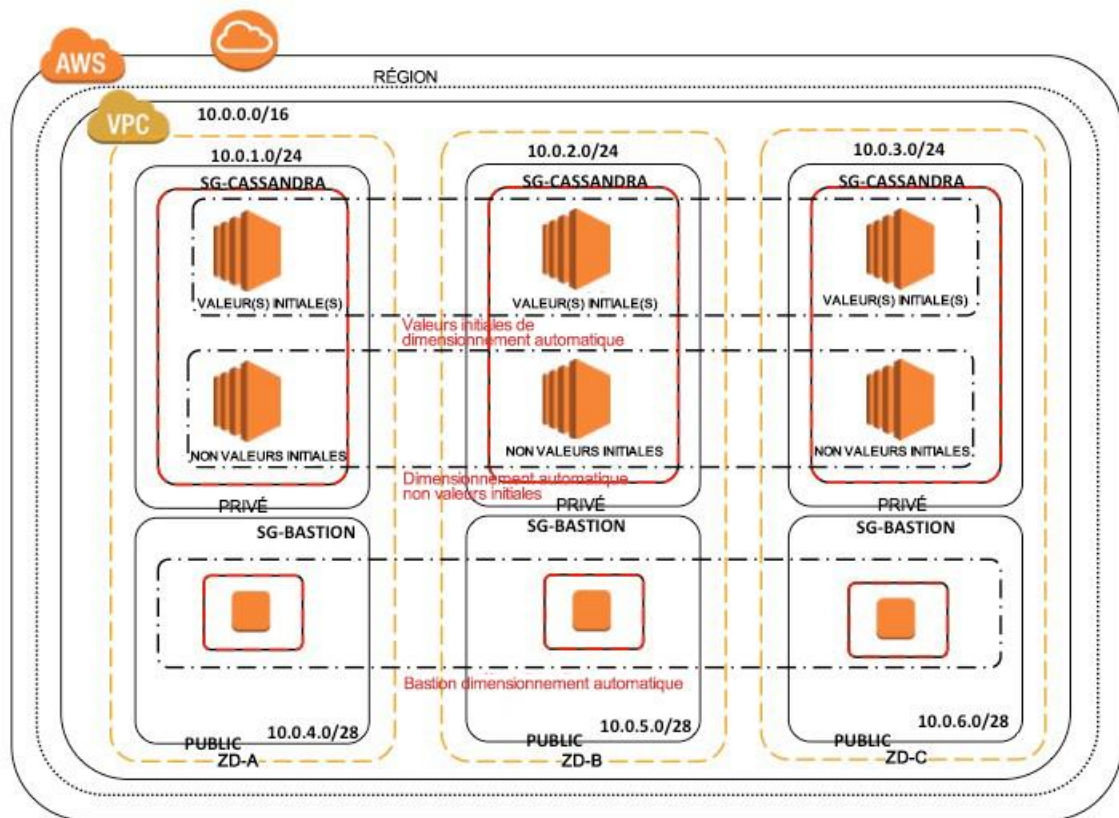 AWS
RÉGION
VPC
10.0.0.0/16
10.0.1.0/24
10.0.2.0/24
10.0.3.0/24
SG-CASSANDRA
SG-CASSANDRA
SG-CASSANDRA
VALEUR(S) INITIALE(S)
VALEUR(S) INITIALE(S)
VALEUR(S) INITIALE(S)
Valeurs initiales de
dimensionnement automatique
NON VALEURS INITIALES
NON VALEURS INITIALES
NON VALEURS INITIALES
Dimensionnement automatique
non valeurs initiales
PRIVÉ
PRIVÉ
PRIVÉ
SG-BASTION
SG-BASTION
SG-BASTION
Bastion dimensionnement automatique
10.0.4.0/28
10.0.5.0/28
10.0.6.0/28
PUBLIC
PUBLIC
PUBLIC
ZD-A
ZD-B
ZD-C